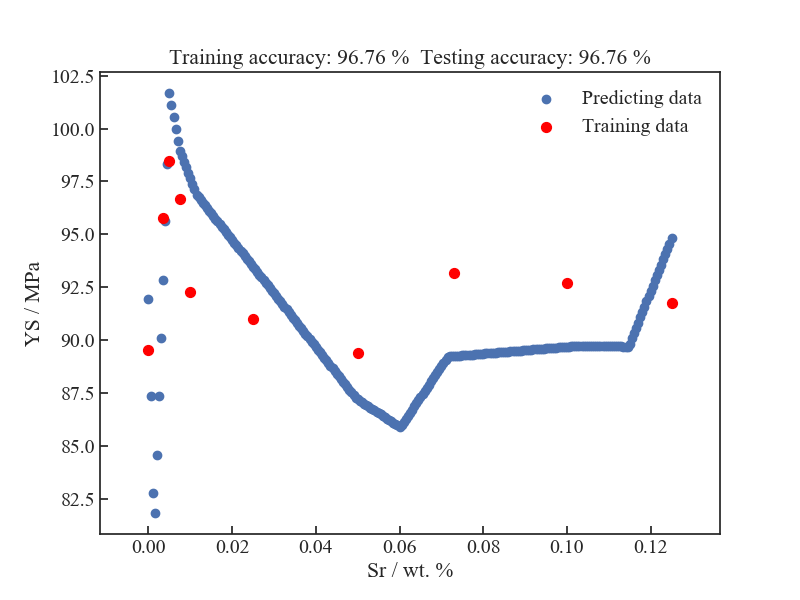 Training accuracy: 96.76 %  Testing accuracy: 96.76 %
102.5
100.0
97.5
95.0
92.5
90.0
87.5
85.0
82.5
YS / MPa
Predicting data
Training data
0.00 0.02 0.04 0.06 0.08 0.10 0.12
Sr / wt. %